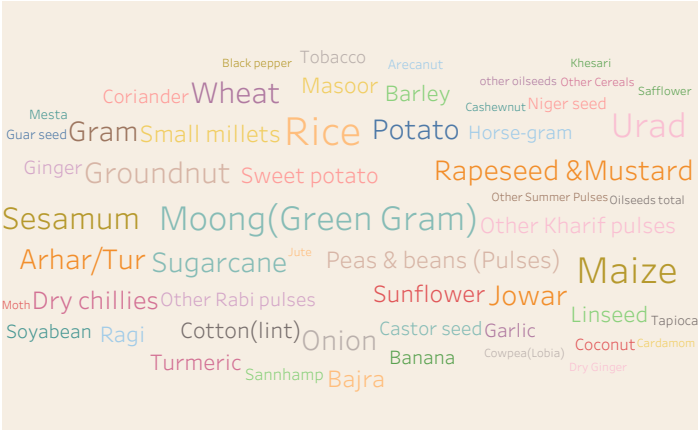 Tobacco
Black pepper
Arecanut
Khesari
Masoor
other oilseeds
Other Cereals
Wheat
Barley
Safflower
Coriander
Cashewnut
Niger seed
Mesta
Rice
Urad
Guar seed
Gram
Small millets
Potato
Horse-gram
Ginger
Groundnut
Sweet potato
Rapeseed &Mustard
Other Summer Pulses
Oilseeds total
Sesamum
Moong(Green Gram)
Other Kharif pulses
Arhar/Tur
Sugarcane
Jute
Peas & beans (Pulses)
Maize
Moth
Dry chillies
Other Rabi pulses
Sunflower
Jowar
Linseed
Tapioca
Soyabean
Ragi
Cotton(lint)
Onion
Castor seed
Garlic
Coconut
Cardamom
Turmeric
Banana
Cowpea(Lobia)
Dry Ginger
Sannhamp
Bajra